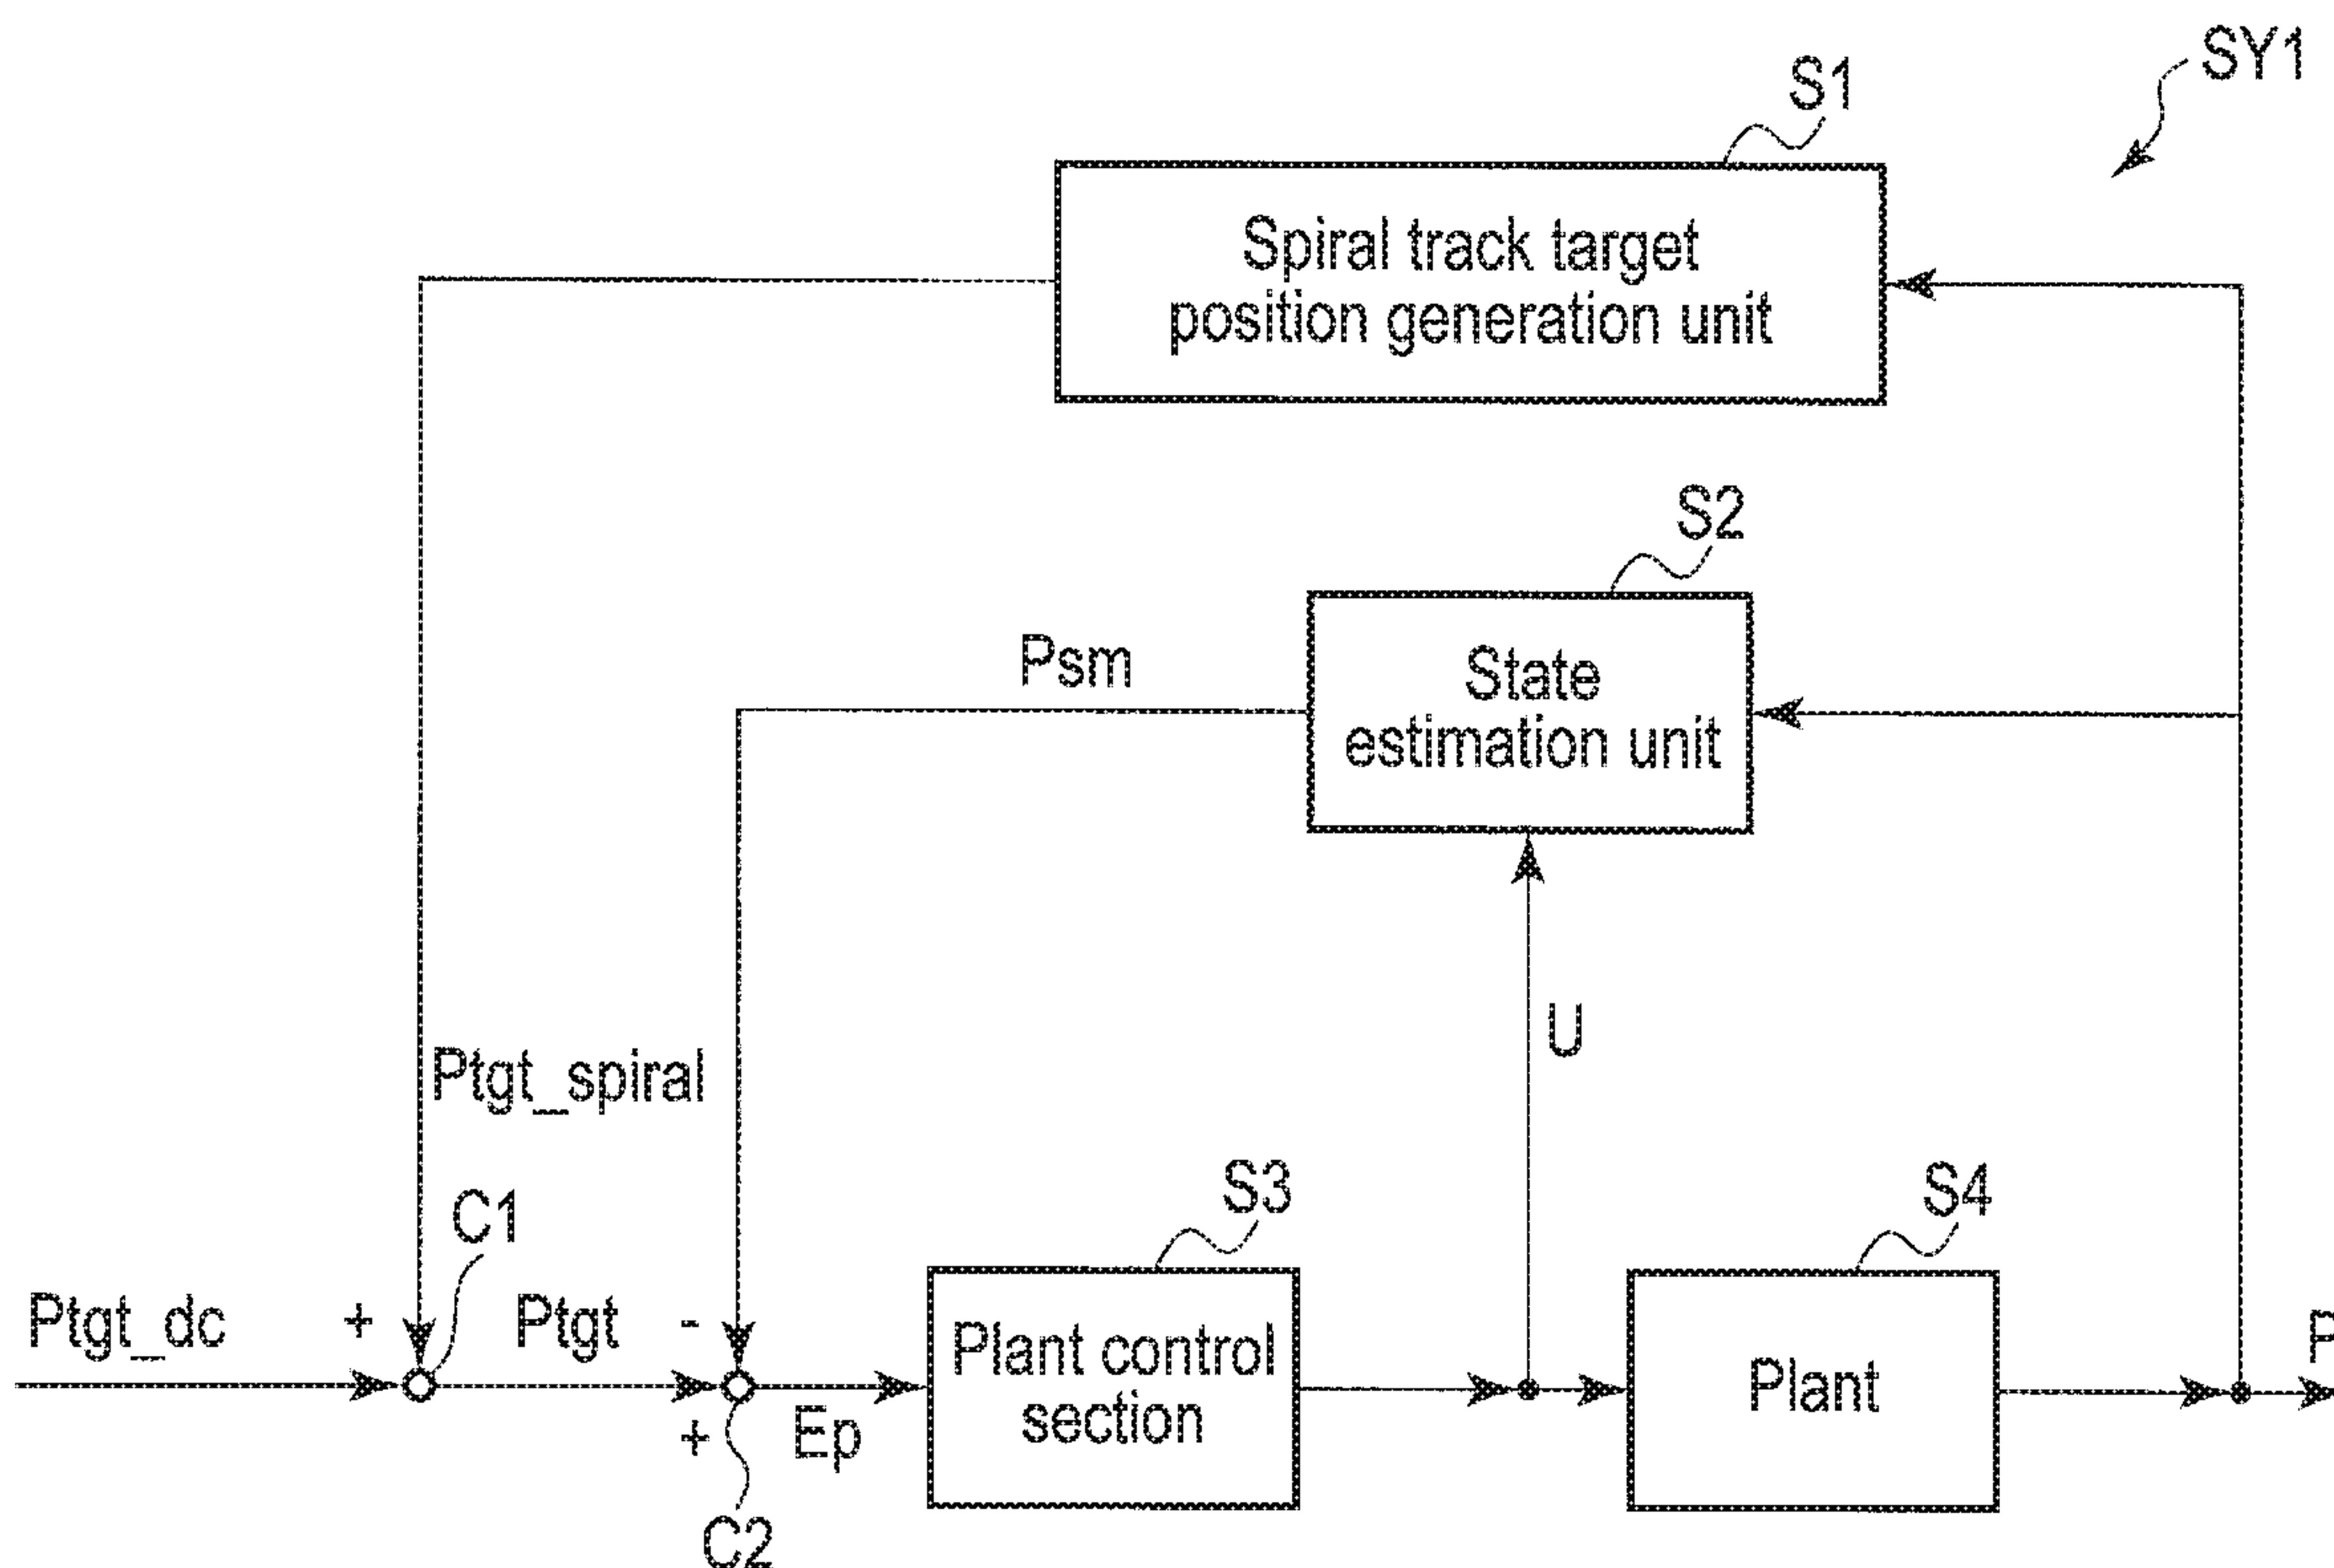 SY1
S1
Spiral track target
position generation unit
S2
Psm
State
estimation unit
U
Ptgt_spiral
C1
S3
S4
Ptgt_dc
+
Ptgt
-
+
Ep
Plant control
section
Plant
P
C2